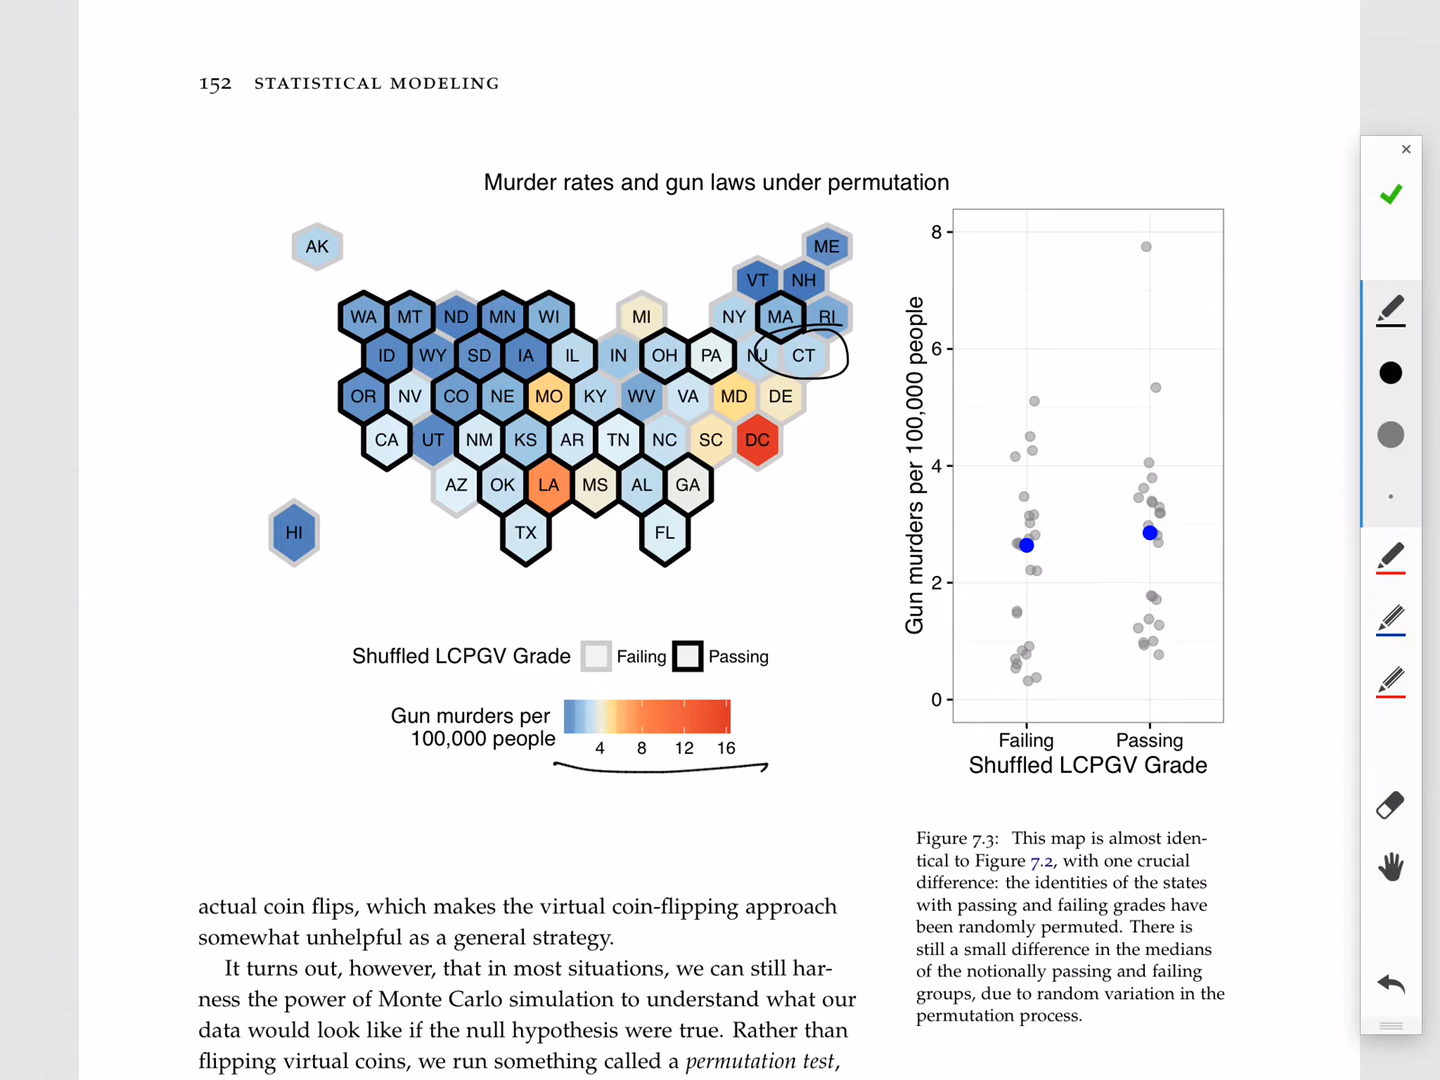 152 STATISTICAL MODELING
Murder rates and gun laws under permutation
AK
ME
VT NH
WA MT ND MN WI MI NY MA RI
ID WY SD IA IL IN OH PA NJ CT
OR NV CO NE MO KY WV VA MD DE
CA UT NM KS AR TN NC SC DC
AZ OK LA MS AL GA
HI TX FL
Shuffled LCPGV Grade Failing Passing
Gun murders per
100,000 people
4 8 12 16
Gun murders per 100,000 people
8
6
4
2
0
Failing Passing
Shuffled LCPGV Grade
Figure 7.3: This map is almost iden-
tical to Figure 7.2, with one crucial
difference: the identities of the states
with passing and failing grades have
been randomly permuted. There is
still a small difference in the medians
of the notionally passing and failing
groups, due to random variation in the
permutation process.
actual coin flips, which makes the virtual coin-flipping approach
somewhat unhelpful as a general strategy.
It turns out, however, that in most situations, we can still har-
ness the power of Monte Carlo simulation to understand what our
data would look like if the null hypothesis were true. Rather than
flipping virtual coins, we run something called a permutation test,